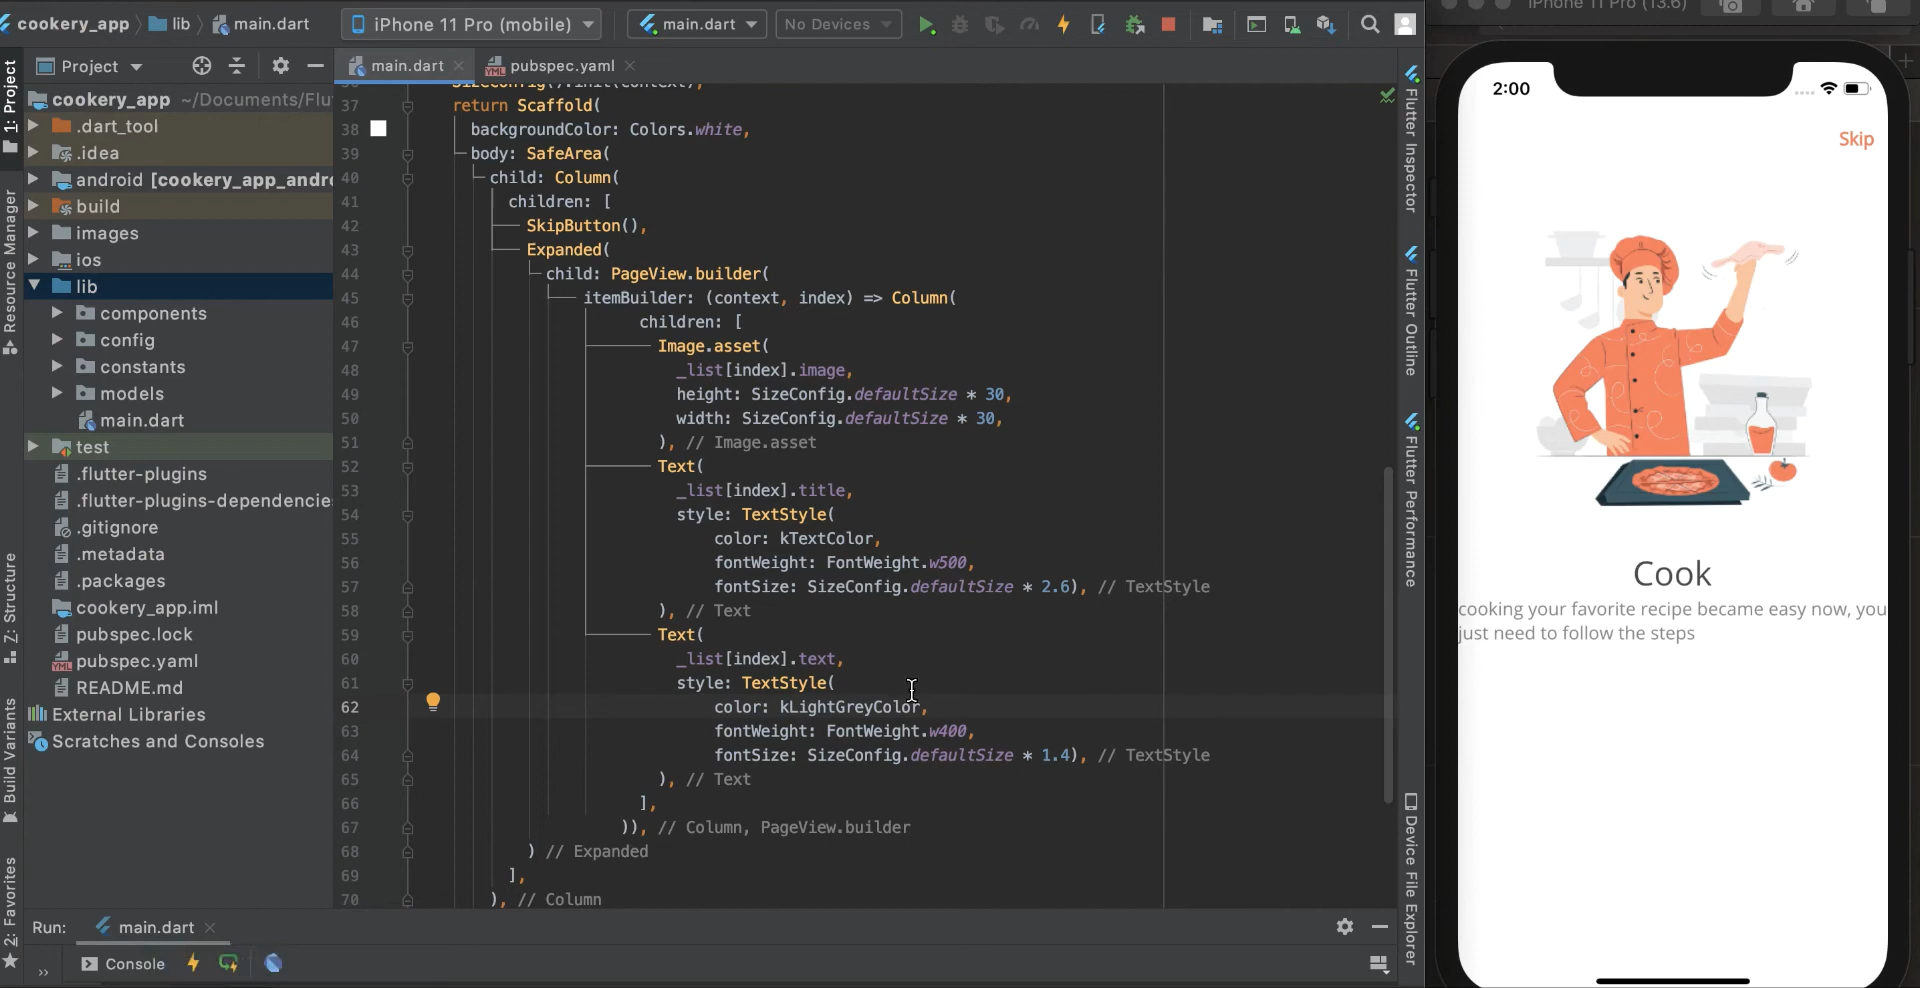 cookery_app lib main.dart iPhone 11 Pro (mobile) main.dart No Devices
Project
main.dart pubspec.yaml
cookery_app ~/Documents/Flu
.dart_tool
.idea
android [cookery_app_andro
build
images
ios
lib
components
config
constants
models
main.dart
test
.flutter-plugins
.flutter-plugins-dependencie
.gitignore
.metadata
.packages
cookery_app.iml
pubspec.lock
pubspec.yaml
README.md
External Libraries
Scratches and Consoles
1: Project
Resource Manager
Z: Structure
Build Variants
2: Favorites
SizeConfig().init(context);
37 return Scaffold(
38 backgroundColor: Colors.white,
39 body: SafeArea(
40 child: Column(
41 children: [
42 SkipButton(),
43 Expanded(
44 child: PageView.builder(
45 itemBuilder: (context, index) => Column(
46 children: [
47 Image.asset(
48 _list[index].image,
49 height: SizeConfig.defaultSize * 30,
50 width: SizeConfig.defaultSize * 30,
51 ), // Image.asset
52 Text(
53 _list[index].title,
54 style: TextStyle(
55 color: kTextColor,
56 fontWeight: FontWeight.w500,
57 fontSize: SizeConfig.defaultSize * 2.6), // TextStyle
58 ), // Text
59 Text(
60 _list[index].text,
61 style: TextStyle(
62 color: kLightGreyColor,
63 fontWeight: FontWeight.w400,
64 fontSize: SizeConfig.defaultSize * 1.4), // TextStyle
65 ), // Text
66 ],
67 )), // Column, PageView.builder
68 ) // Expanded
69 ],
70 ), // Column
Flutter Inspector
Flutter Outline
Flutter Performance
Device File Explorer
Run: main.dart
Console
iPhone 11 Pro (13.6)
2:00
Skip
Cook
cooking your favorite recipe became easy now, you
just need to follow the steps